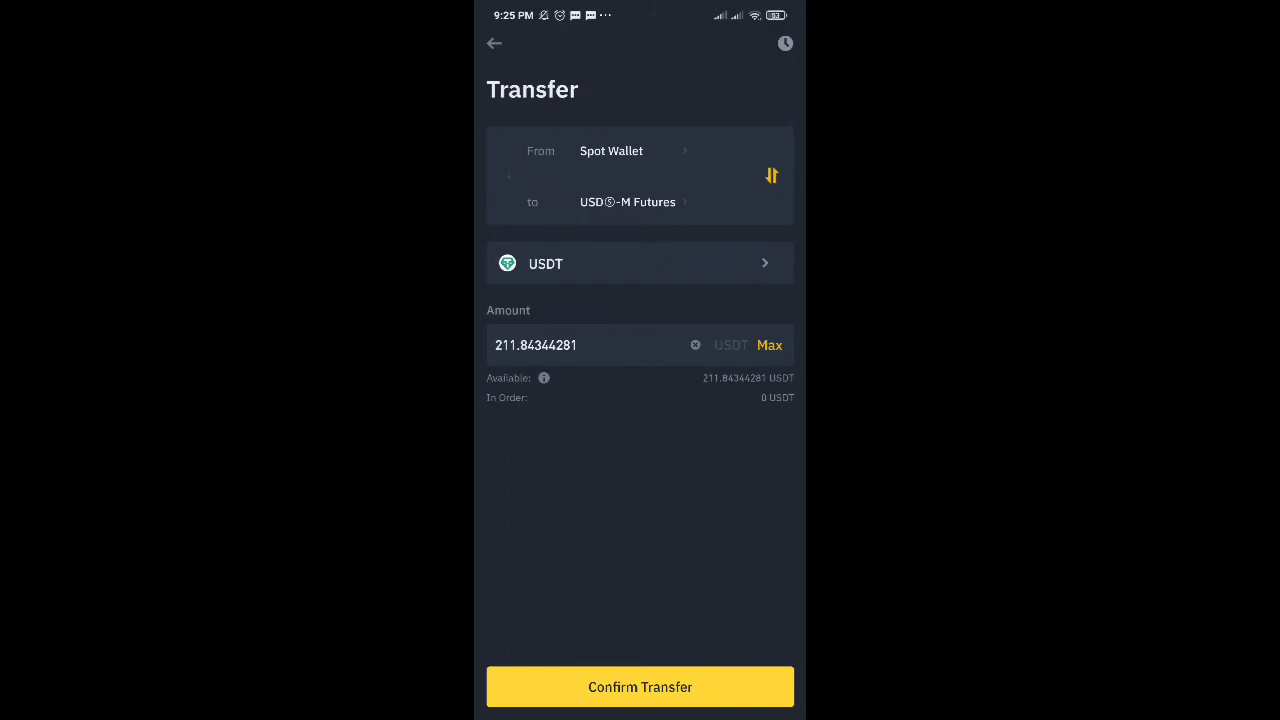 9:25 PM
53
Transfer
From Spot Wallet
to USDⓈ-M Futures
USDT
Amount
211.84344281 USDT Max
Available: 211.84344281 USDT
In Order: 0 USDT
Confirm Transfer